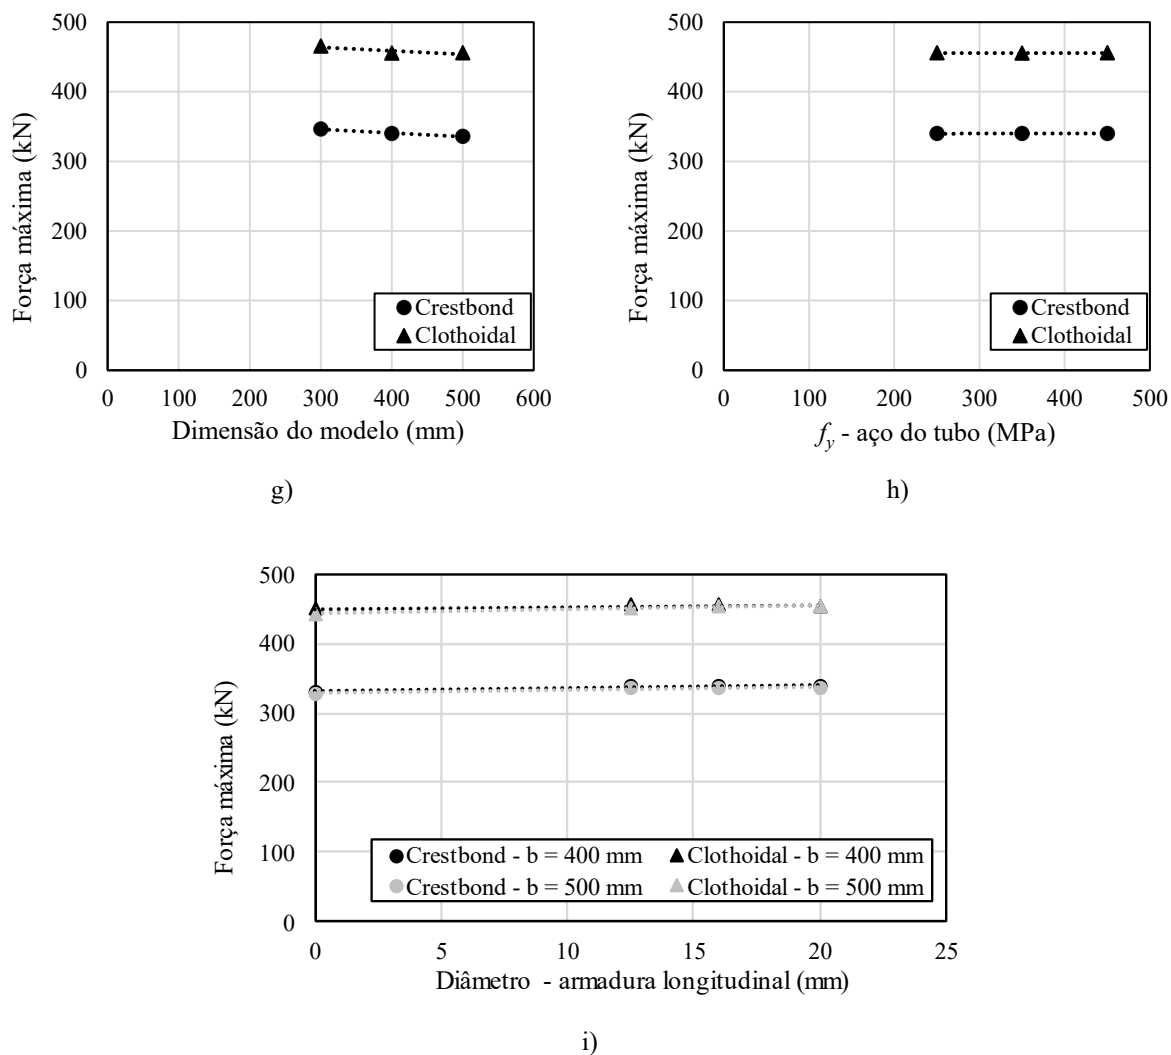 500
400
300
200
100
0
Força máxima (kN)
Crestbond
Clothoidal
0 100 200 300 400 500 600
Dimensão do modelo (mm)
g)
500
400
300
200
100
0
Força máxima (kN)
Crestbond
Clothoidal
0 100 200 300 400 500
fy - aço do tubo (MPa)
h)
500
400
300
200
100
0
Força máxima (kN)
Crestbond - b = 400 mm Clothoidal - b = 400 mm
Crestbond - b = 500 mm Clothoidal - b = 500 mm
0 5 10 15 20 25
Diâmetro - armadura longitudinal (mm)
i)